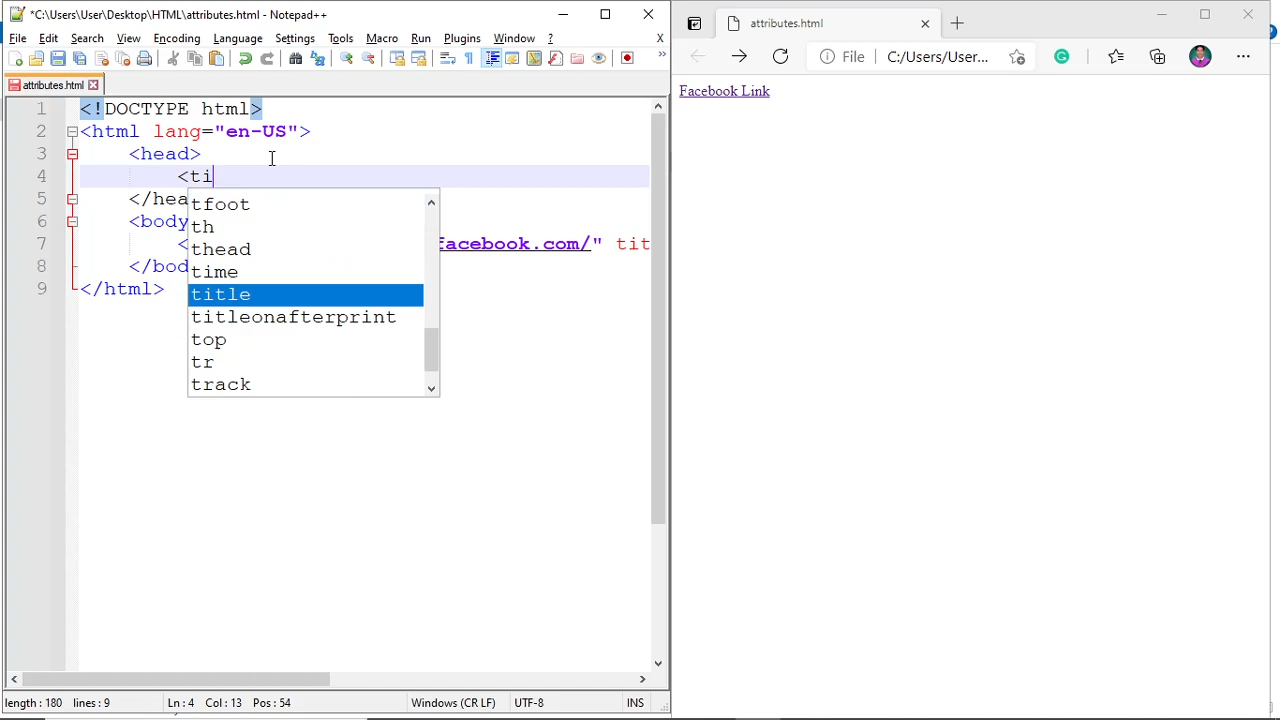 *C:\Users\User\Desktop\HTML\attributes.html - Notepad++
File Edit Search View Encoding Language Settings Tools Macro Run Plugins Window ? X
attributes.html
1 <!DOCTYPE html>
2 <html lang="en-US">
3 <head>
4 <ti
5 </hea
6 <body
7 < facebook.com/" tit
8 </bod
9 </html>
tfoot
th
thead
time
title
titleonafterprint
top
tr
track
length : 180 lines : 9 Ln : 4 Col : 13 Pos : 54 Windows (CR LF) UTF-8 INS
attributes.html
File C:/Users/User...
Facebook Link